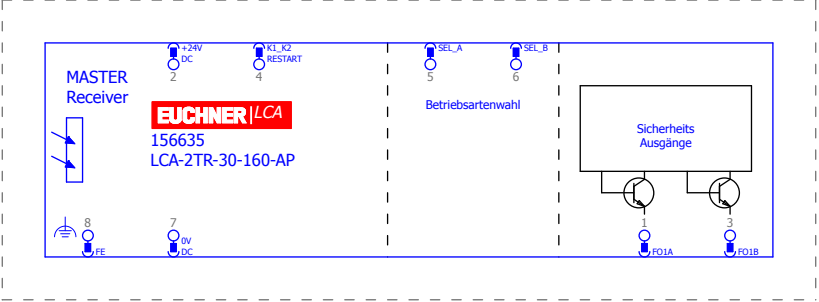 +24V
DC
2
K1_K2
RESTART
4
SEL_A
5
SEL_B
6
MASTER
Receiver
EUCHNER LCA
156635
LCA-2TR-30-160-AP
Betriebsartenwahl
Sicherheits
Ausgänge
8
FE
7
0V
DC
1
FO1A
3
FO1B